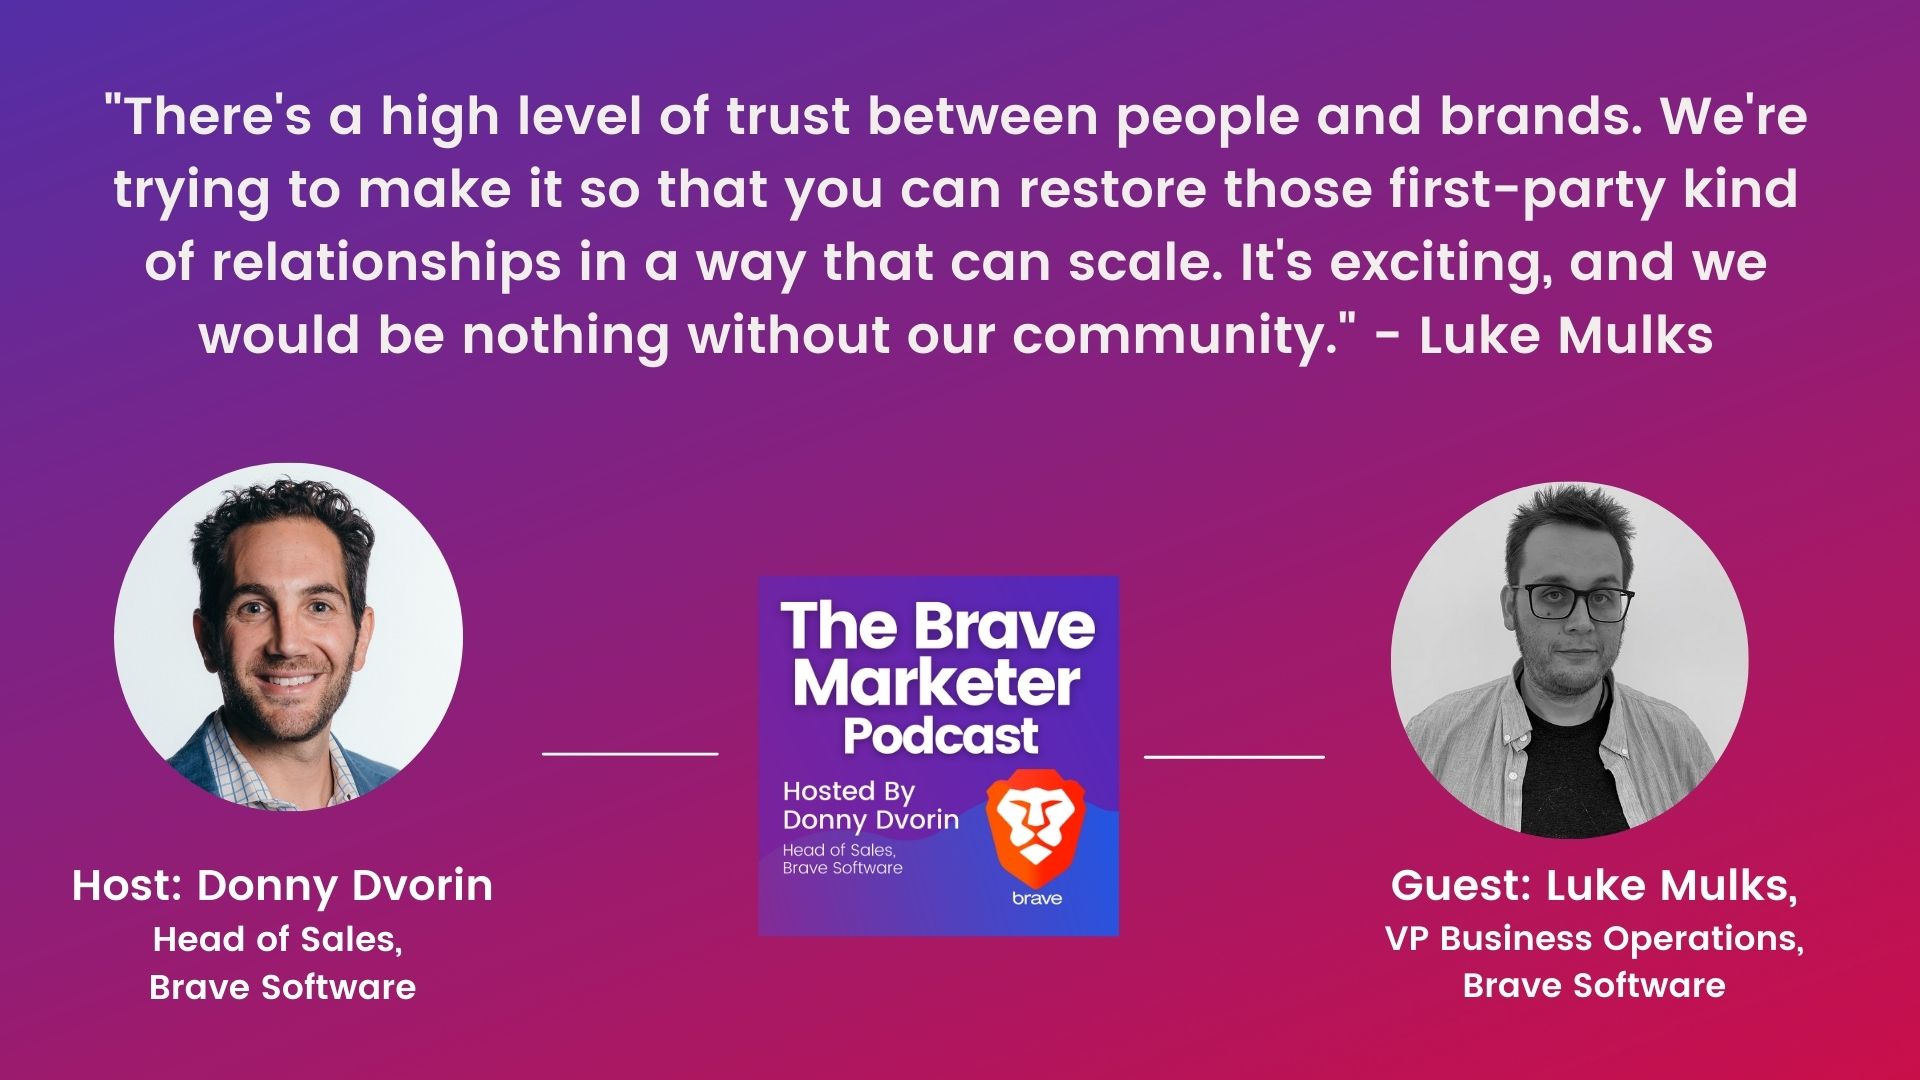 "There's a high level of trust between people and brands. We're
trying to make it so that you can restore those first-party kind
of relationships in a way that can scale. It's exciting, and we
would be nothing without our community." - Luke Mulks
The Brave
Marketer
Podcast
Hosted By
Donny Dvorin
Head of Sales,
Brave Software
brave
Host: Donny Dvorin
Head of Sales,
Brave Software
Guest: Luke Mulks,
VP Business Operations,
Brave Software